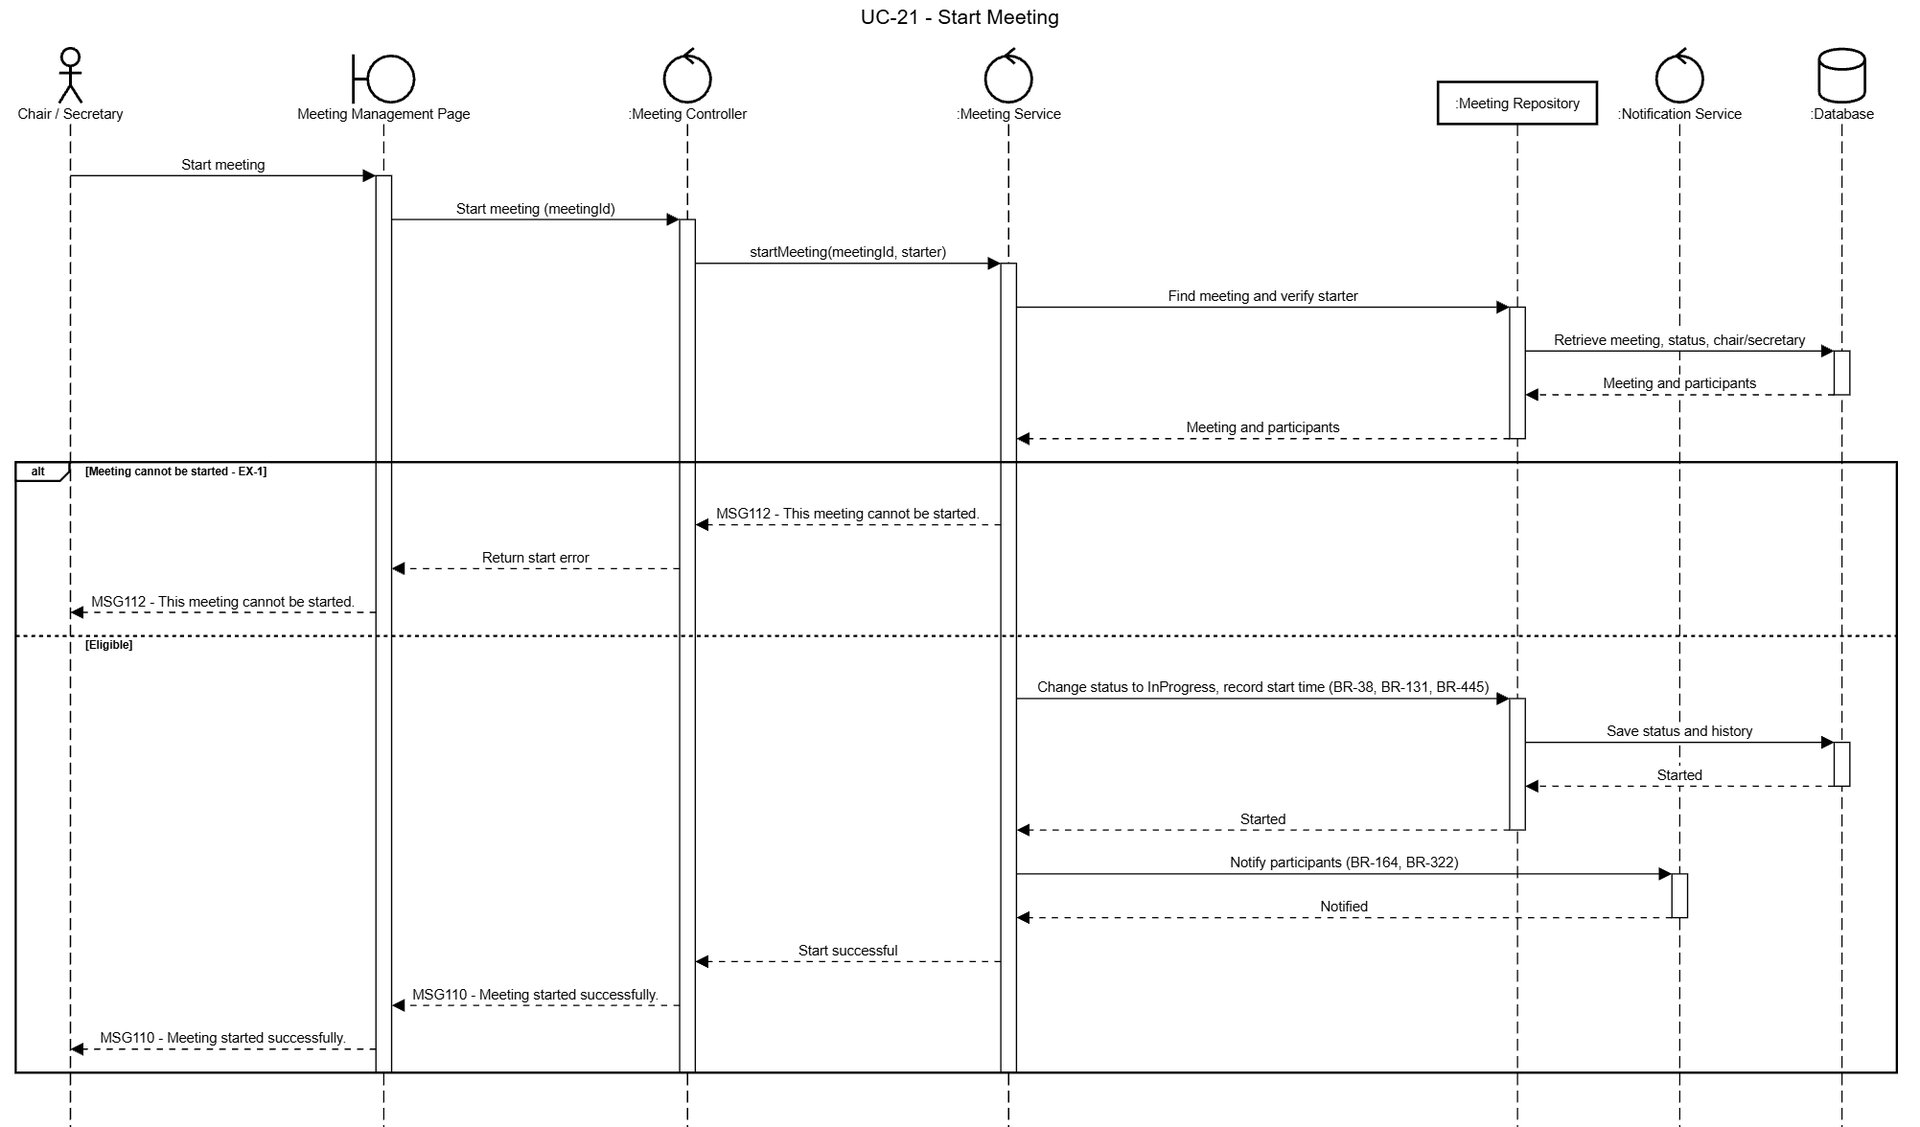 UC-21 - Start Meeting
Chair / Secretary
Meeting Management Page
:Meeting Controller
:Meeting Service
:Meeting Repository
:Notification Service
:Database
Start meeting
Start meeting (meetingId)
startMeeting(meetingId, starter)
Find meeting and verify starter
Retrieve meeting, status, chair/secretary
Meeting and participants
Meeting and participants
alt
[Meeting cannot be started - EX-1]
MSG112 - This meeting cannot be started.
Return start error
MSG112 - This meeting cannot be started.
[Eligible]
Change status to InProgress, record start time (BR-38, BR-131, BR-445)
Save status and history
Started
Started
Notify participants (BR-164, BR-322)
Notified
Start successful
MSG110 - Meeting started successfully.
MSG110 - Meeting started successfully.